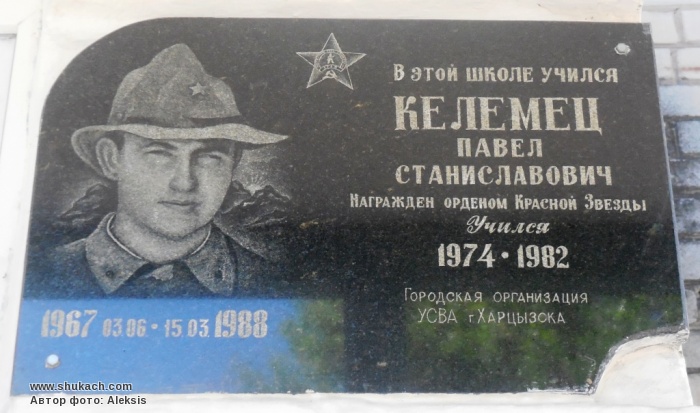 В этой школе учился
КЕЛЕМЕЦ
ПАВЕЛ
СТАНИСЛАВОВИЧ
Награжден орденом Красной Звезды
Учился
1974 · 1982
Городская организация
УСВА г Харцызска
1967 03.06. · 15.03. 1988
www.shukach.com
Автор фото: Aleksis